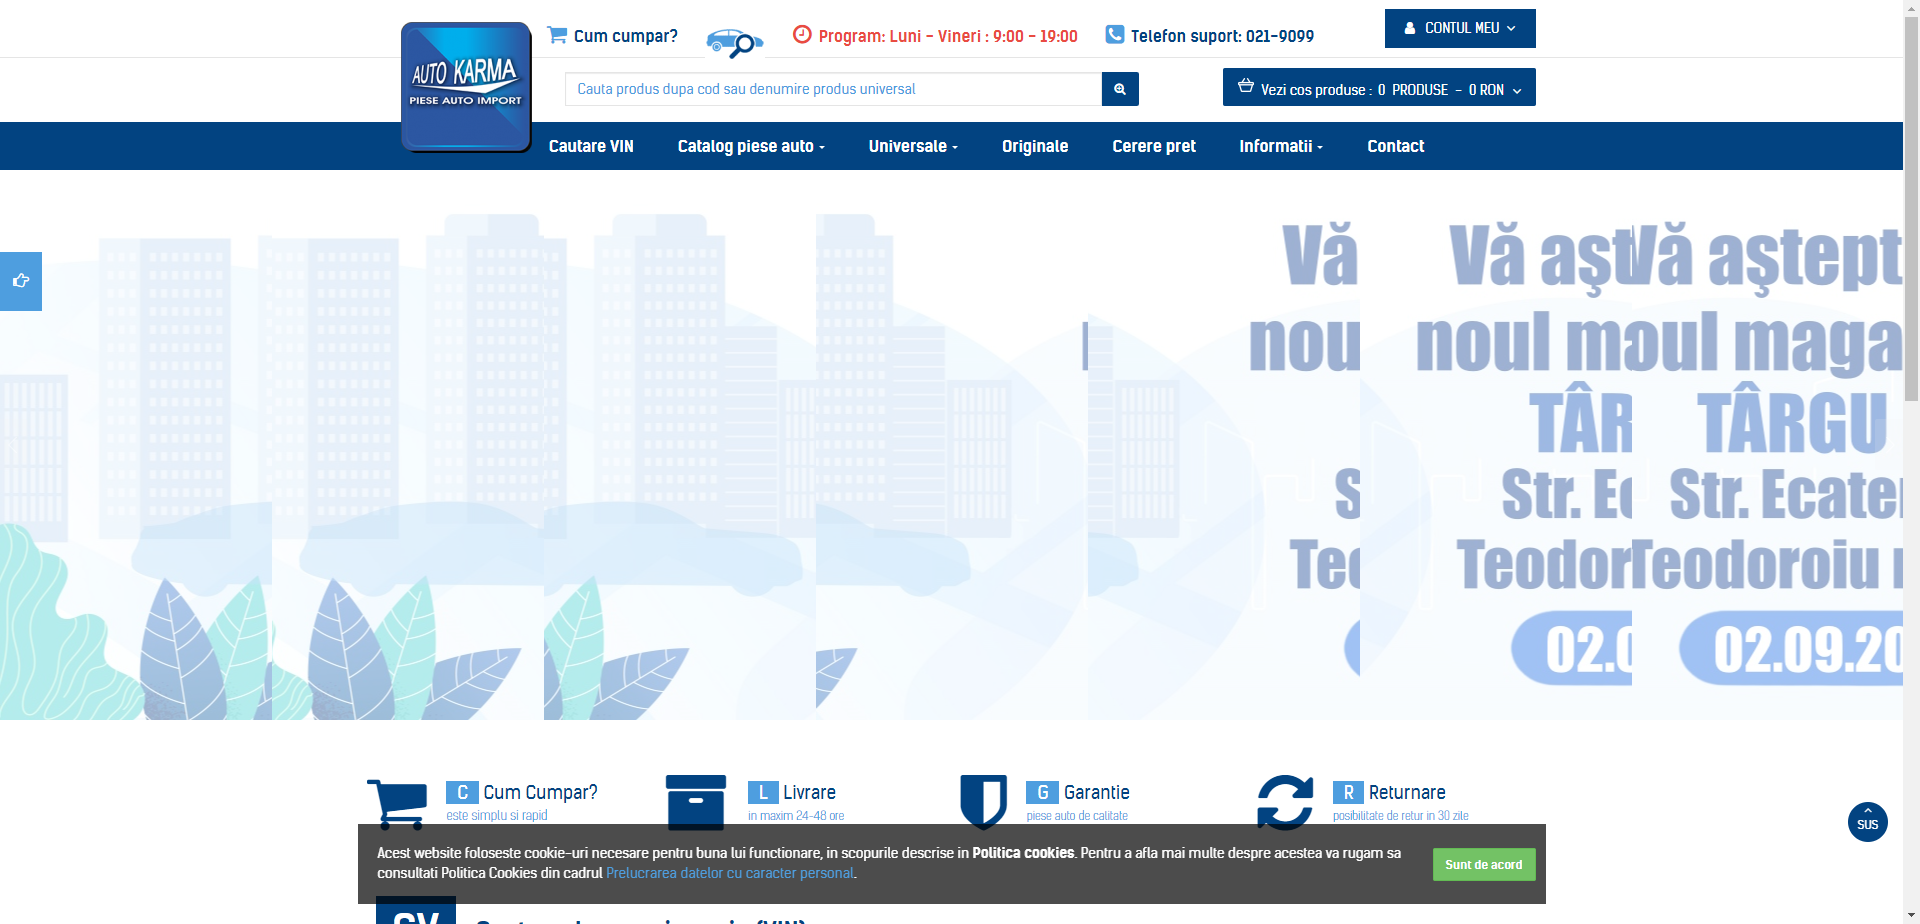 AUTO KARMA
PIESE AUTO IMPORT
Cum cumpar?
Program: Luni - Vineri : 9:00 - 19:00
Telefon suport: 021-9099
CONTUL MEU
Cauta produs dupa cod sau denumire produs universal
Vezi cos produse : 0 PRODUSE - 0 RON
Cautare VIN
Catalog piese auto
Universale
Originale
Cerere pret
Informatii
Contact
Vă Vă aşt Vă aştept
nou noul m oul maga
TÂR TÂRGU
S Str. Ec Str. Ecate
Teo Teodor Teodoroiu
02.0 02.09.20
C Cum Cumpar?
este simplu si rapid
L Livrare
in maxim 24-48 ore
G Garantie
piese auto de calitate
R Returnare
posibilitate de retur in 30 zile
SUS
Acest website foloseste cookie-uri necesare pentru buna lui functionare, in scopurile descrise in Politica cookies. Pentru a afla mai multe despre acestea va rugam sa
consultati Politica Cookies din cadrul Prelucrarea datelor cu caracter personal.
Sunt de acord